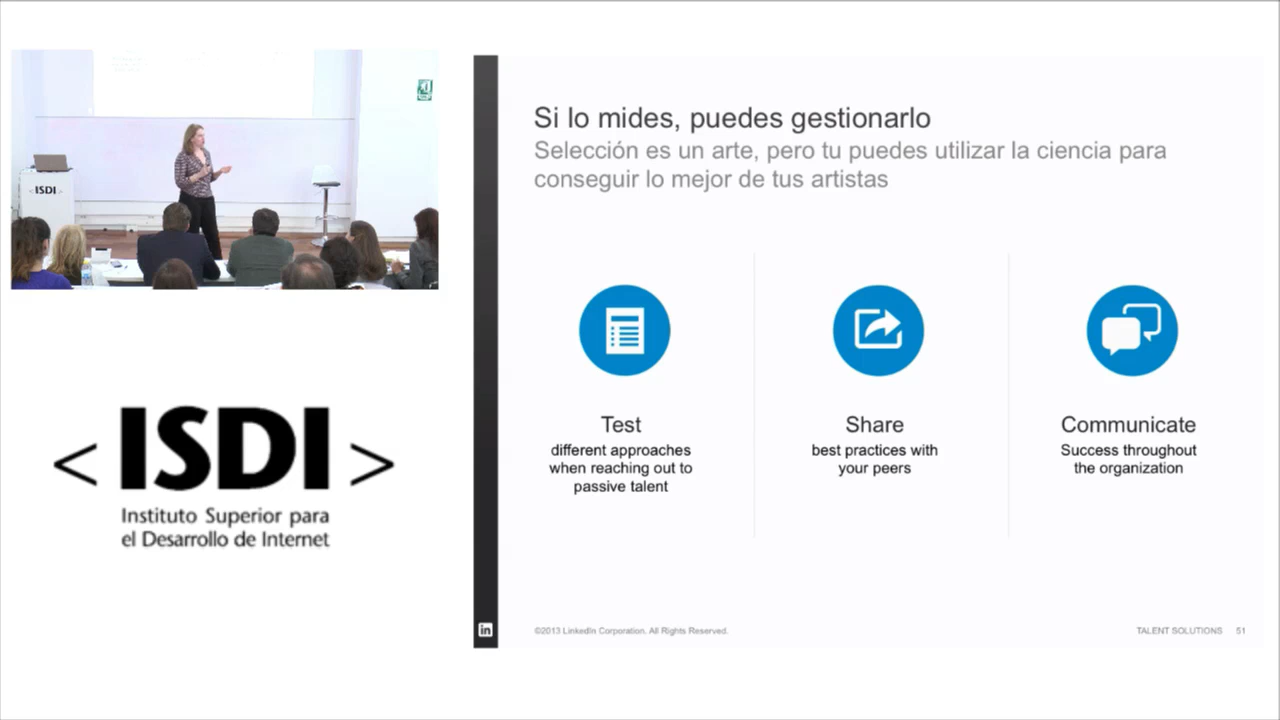 ISDI
< ISDI >
Instituto Superior para
el Desarrollo de Internet
Si lo mides, puedes gestionarlo
Selección es un arte, pero tu puedes utilizar la ciencia para
conseguir lo mejor de tus artistas
Test
different approaches
when reaching out to
passive talent
Share
best practices with
your peers
Communicate
Success throughout
the organization
in
©2013 LinkedIn Corporation. All Rights Reserved.
TALENT SOLUTIONS 51